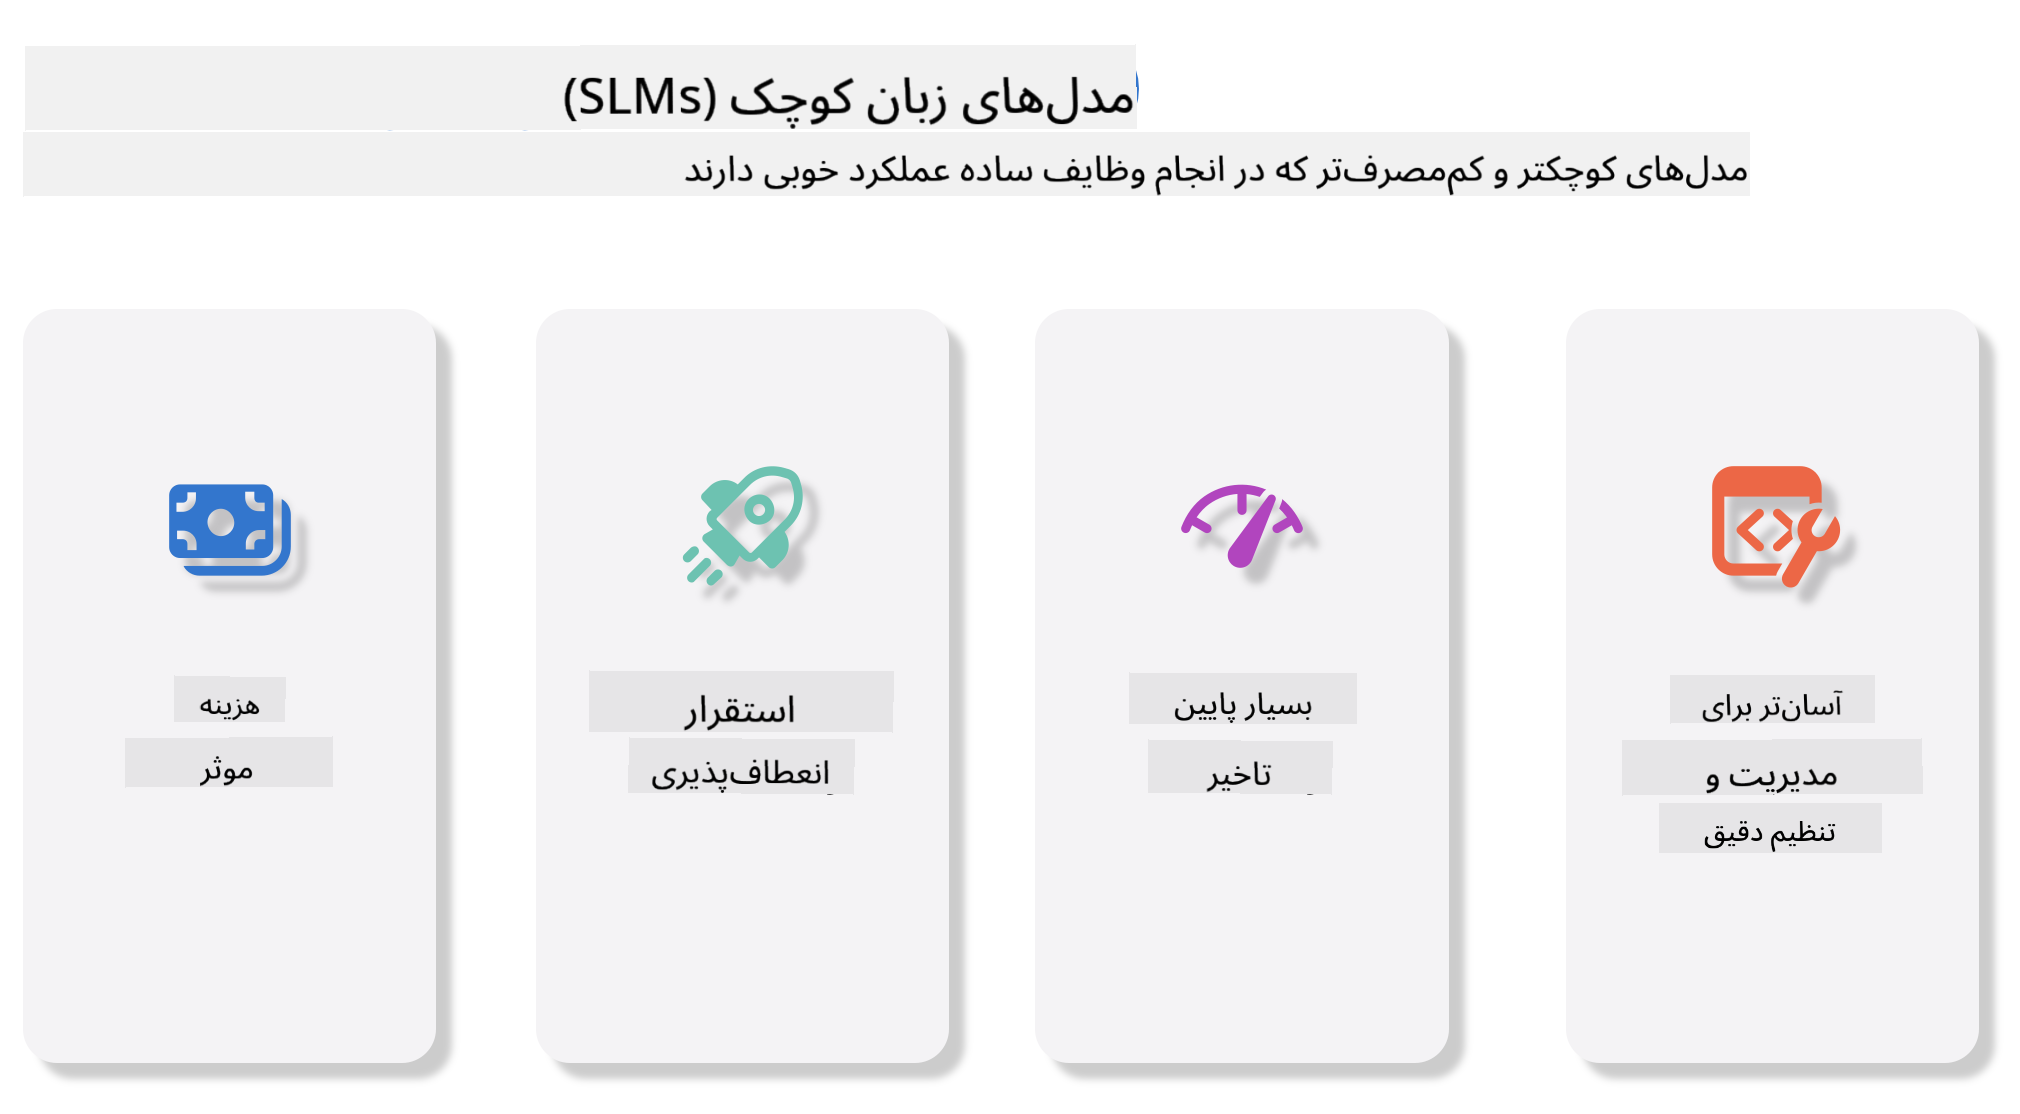 مدل‌های زبان کوچک (SLMs)
مدل‌های کوچکتر و کم‌مصرف‌تر که در انجام وظایف ساده عملکرد خوبی دارند
هزینه
موثر
استقرار
انعطاف‌پذیری
بسیار پایین
تاخیر
آسان‌تر برای
مدیریت و
تنظیم دقیق